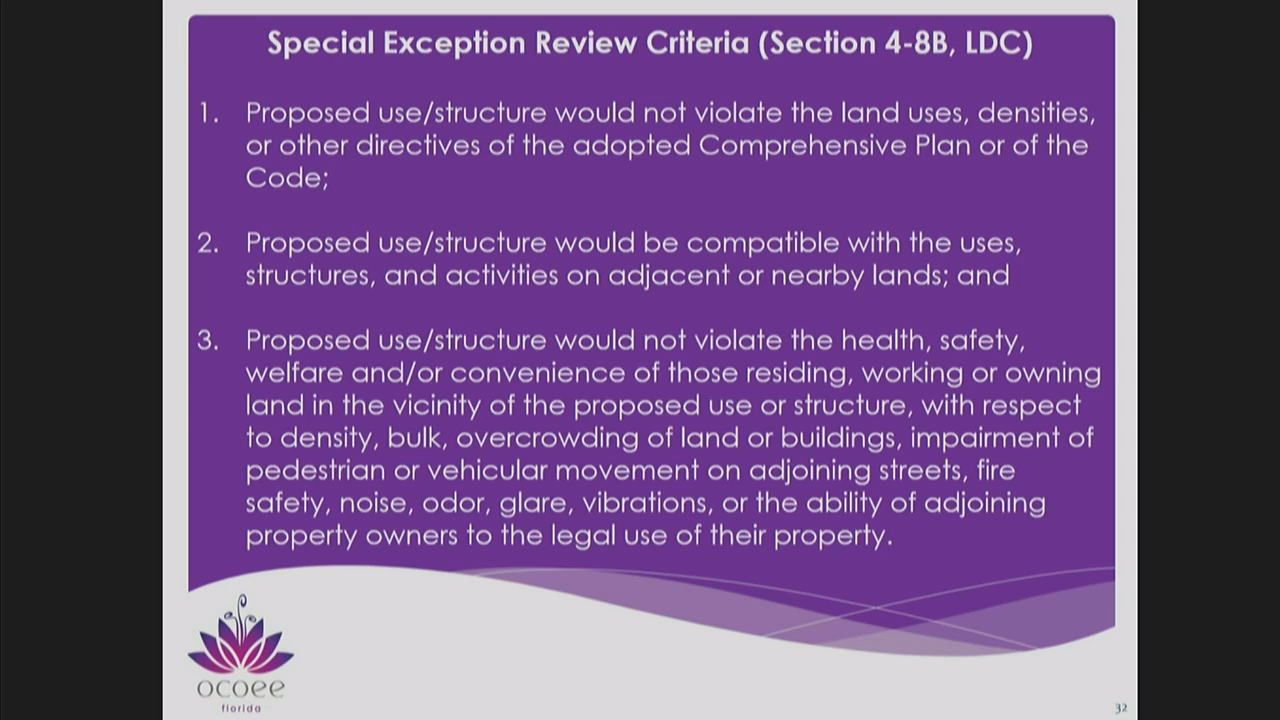 Special Exception Review Criteria (Section 4-8B, LDC)
1. Proposed use/structure would not violate the land uses, densities,
or other directives of the adopted Comprehensive Plan or of the
Code;
2. Proposed use/structure would be compatible with the uses,
structures, and activities on adjacent or nearby lands; and
3. Proposed use/structure would not violate the health, safety,
welfare and/or convenience of those residing, working or owning
land in the vicinity of the proposed use or structure, with respect
to density, bulk, overcrowding of land or buildings, impairment of
pedestrian or vehicular movement on adjoining streets, fire
safety, noise, odor, glare, vibrations, or the ability of adjoining
property owners to the legal use of their property.
ocoee
florida
32